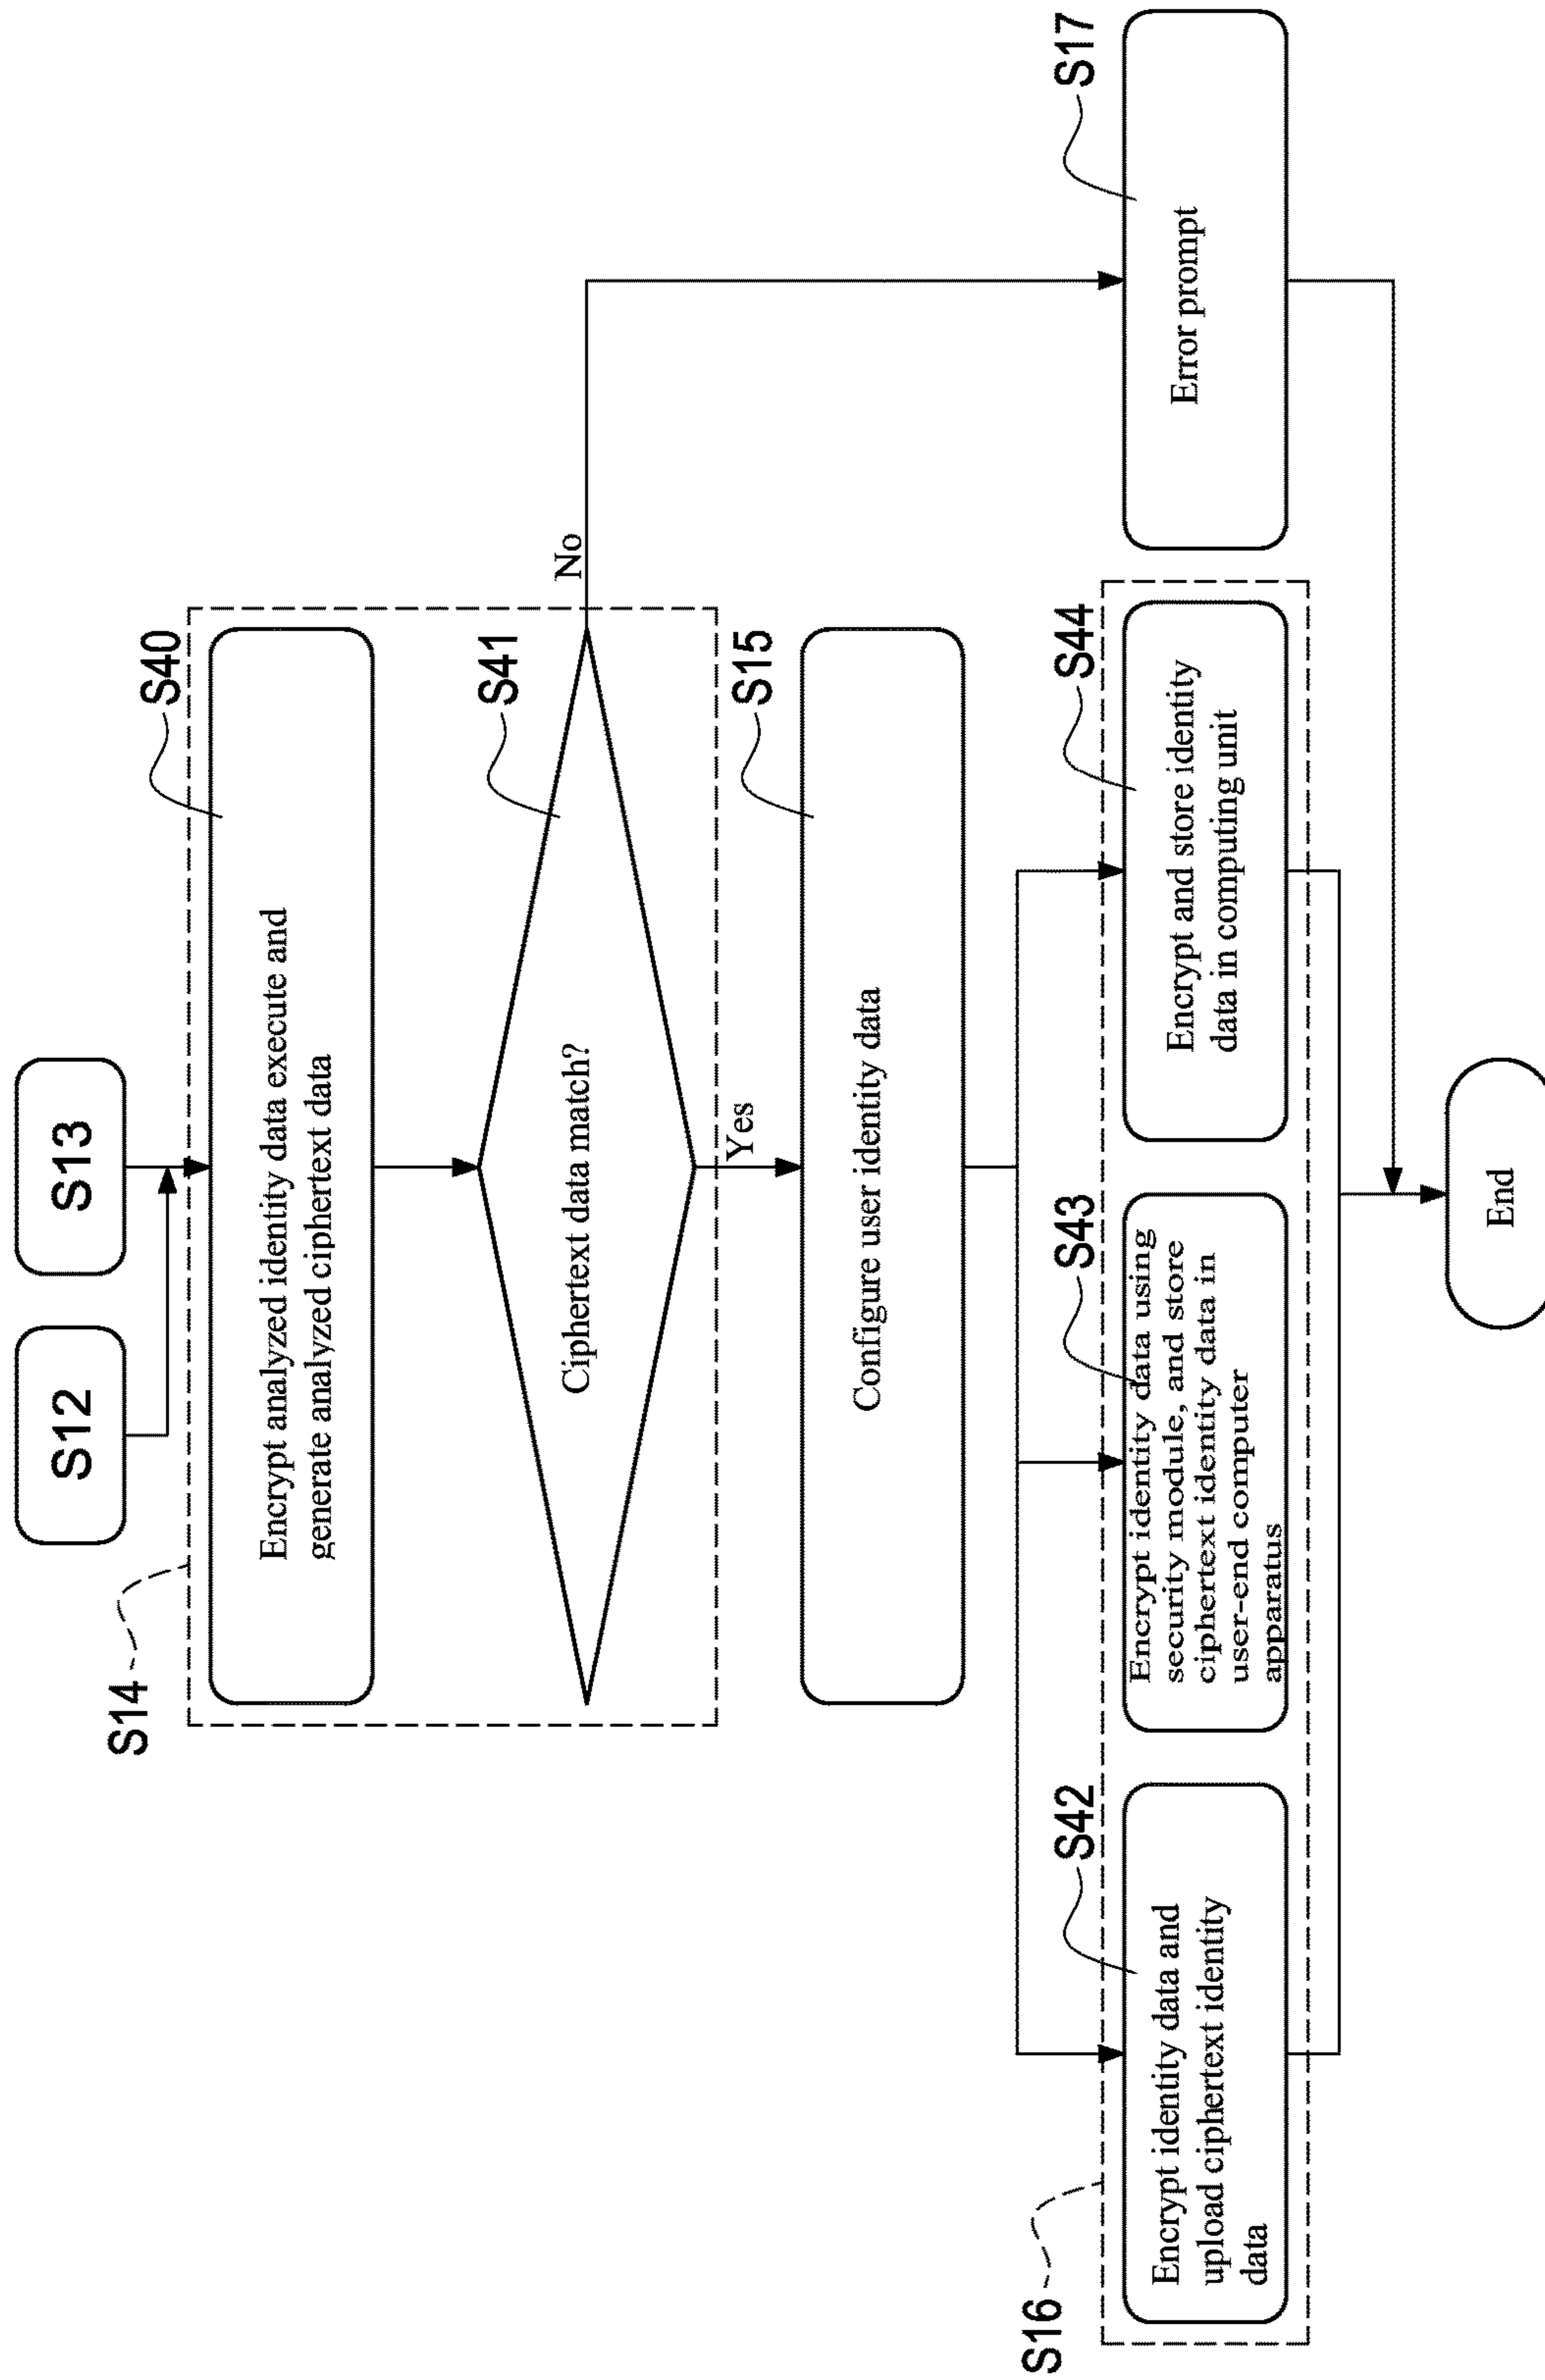 S12
S13
S14
S40
Encrypt analyzed identity data execute and
generate analyzed ciphertext data
S41
Ciphertext data match?
No
Yes
S15
Configure user identity data
S16
S42
Encrypt identity data and
upload ciphertext identity
data
S43
Encrypt identity data using
security module, and store
ciphertext identity data in
user-end computer
apparatus
S44
Encrypt and store identity
data in computing unit
S17
Error prompt
End